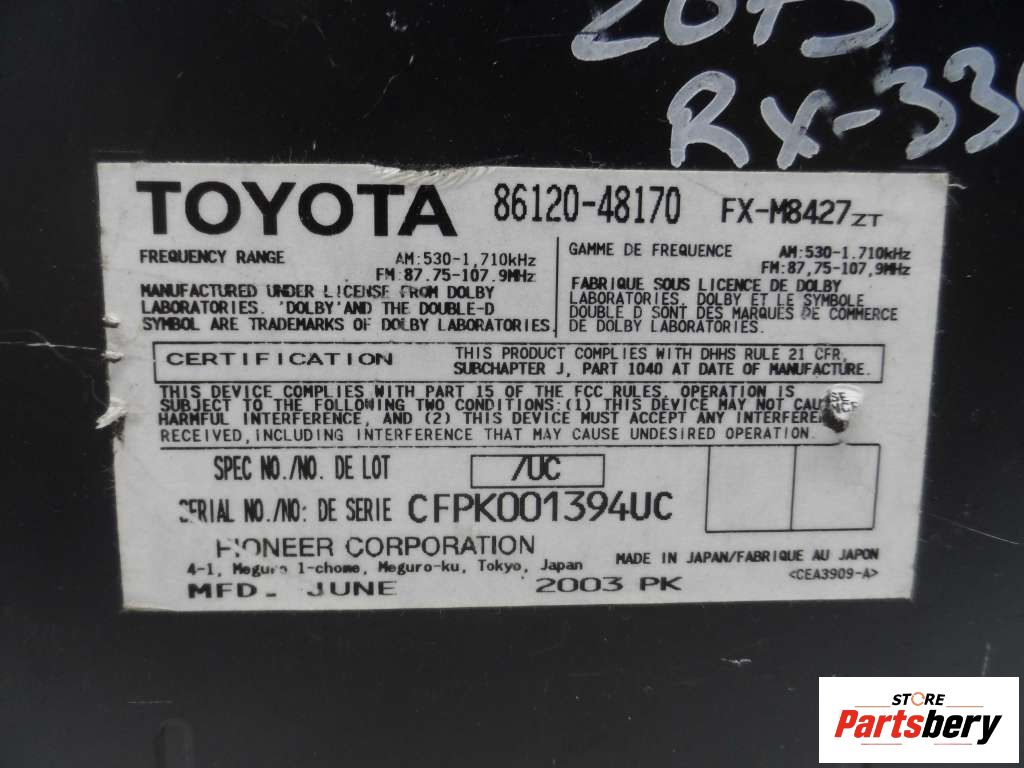 RX-33
TOYOTA 86120-48170 FX-M8427ZT
FREQUENCY RANGE AM:530-1,710kHz
FM:87.75-107.9MHz
MANUFACTURED UNDER LICENSE FROM DOLBY
LABORATORIES. 'DOLBY' AND THE DOUBLE-D
SYMBOL ARE TRADEMARKS OF DOLBY LABORATORIES.
GAMME DE FREQUENCE AM:530-1,710kHz
FM:87,75-107,9MHz
FABRIQUE SOUS LICENCE DE DOLBY
LABORATORIES. DOLBY ET LE SYMBOLE
DOUBLE D SONT DES MARQUES DE COMMERCE
DE DOLBY LABORATORIES.
CERTIFICATION
THIS PRODUCT COMPLIES WITH DHHS RULE 21 CFR,
SUBCHAPTER J, PART 1040 AT DATE OF MANUFACTURE.
THIS DEVICE COMPLIES WITH PART 15 OF THE FCC RULES. OPERATION IS
SUBJECT TO THE FOLLOWING TWO CONDITIONS:(1) THIS DEVICE MAY NOT CAUSE
HARMFUL INTERFERENCE, AND (2) THIS DEVICE MUST ACCEPT ANY INTERFERENCE
RECEIVED, INCLUDING INTERFERENCE THAT MAY CAUSE UNDESIRED OPERATION.
SPEC NO./NO. DE LOT /UC
SERIAL NO./NO: DE SERIE CFPK001394UC
PIONEER CORPORATION
4-1, Meguro 1-chome, Meguro-ku, Tokyo, Japan
MADE IN JAPAN/FABRIQUE AU JAPON
MFD. JUNE 2003 PK
<CEA3909-A>
STORE
Partsbery